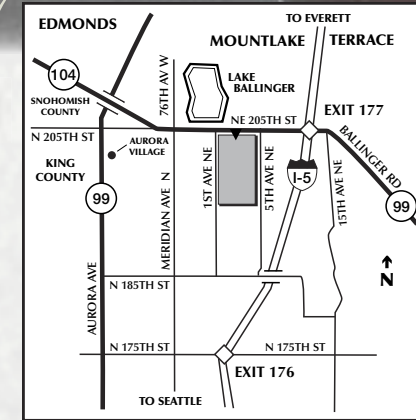 TO EVERETT
EDMONDS
MOUNTLAKE TERRACE
104
76TH AV W
LAKE
BALLINGER
SNOHOMISH
COUNTY
EXIT 177
NE 205TH ST
N 205TH ST
AURORA
VILLAGE
BALLINGER RD
KING
COUNTY
MERIDIAN AVE N
1ST AVE NE
5TH AVE NE
I-5
15TH AVE NE
99
99
N
AURORA AVE
N 185TH ST
N 175TH ST
N 175TH ST
EXIT 176
TO SEATTLE